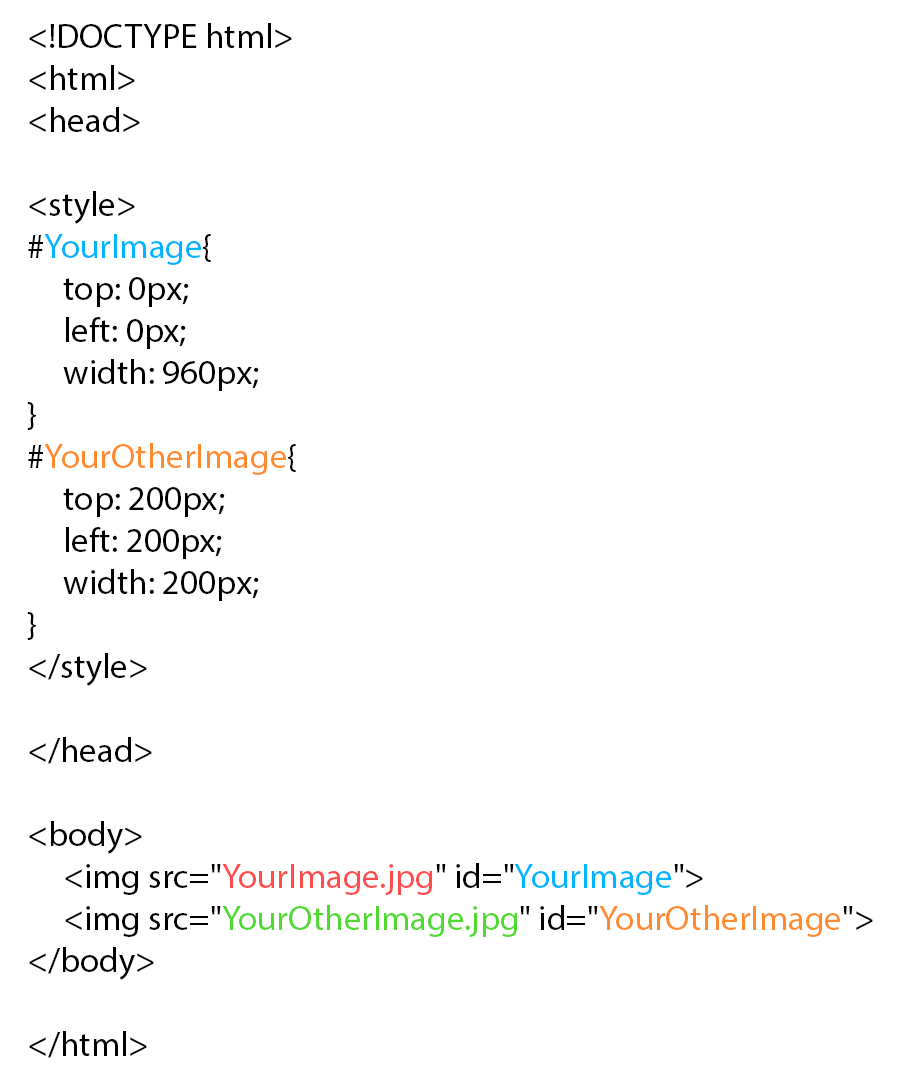 <!DOCTYPE html>
<html>
<head>
<style>
#YourImage{
top: 0px;
left: 0px;
width: 960px;
}
#YourOtherImage{
top: 200px;
left: 200px;
width: 200px;
}
</style>
</head>
<body>
<img src="YourImage.jpg" id="YourImage">
<img src="YourOtherImage.jpg" id="YourOtherImage">
</body>
</html>